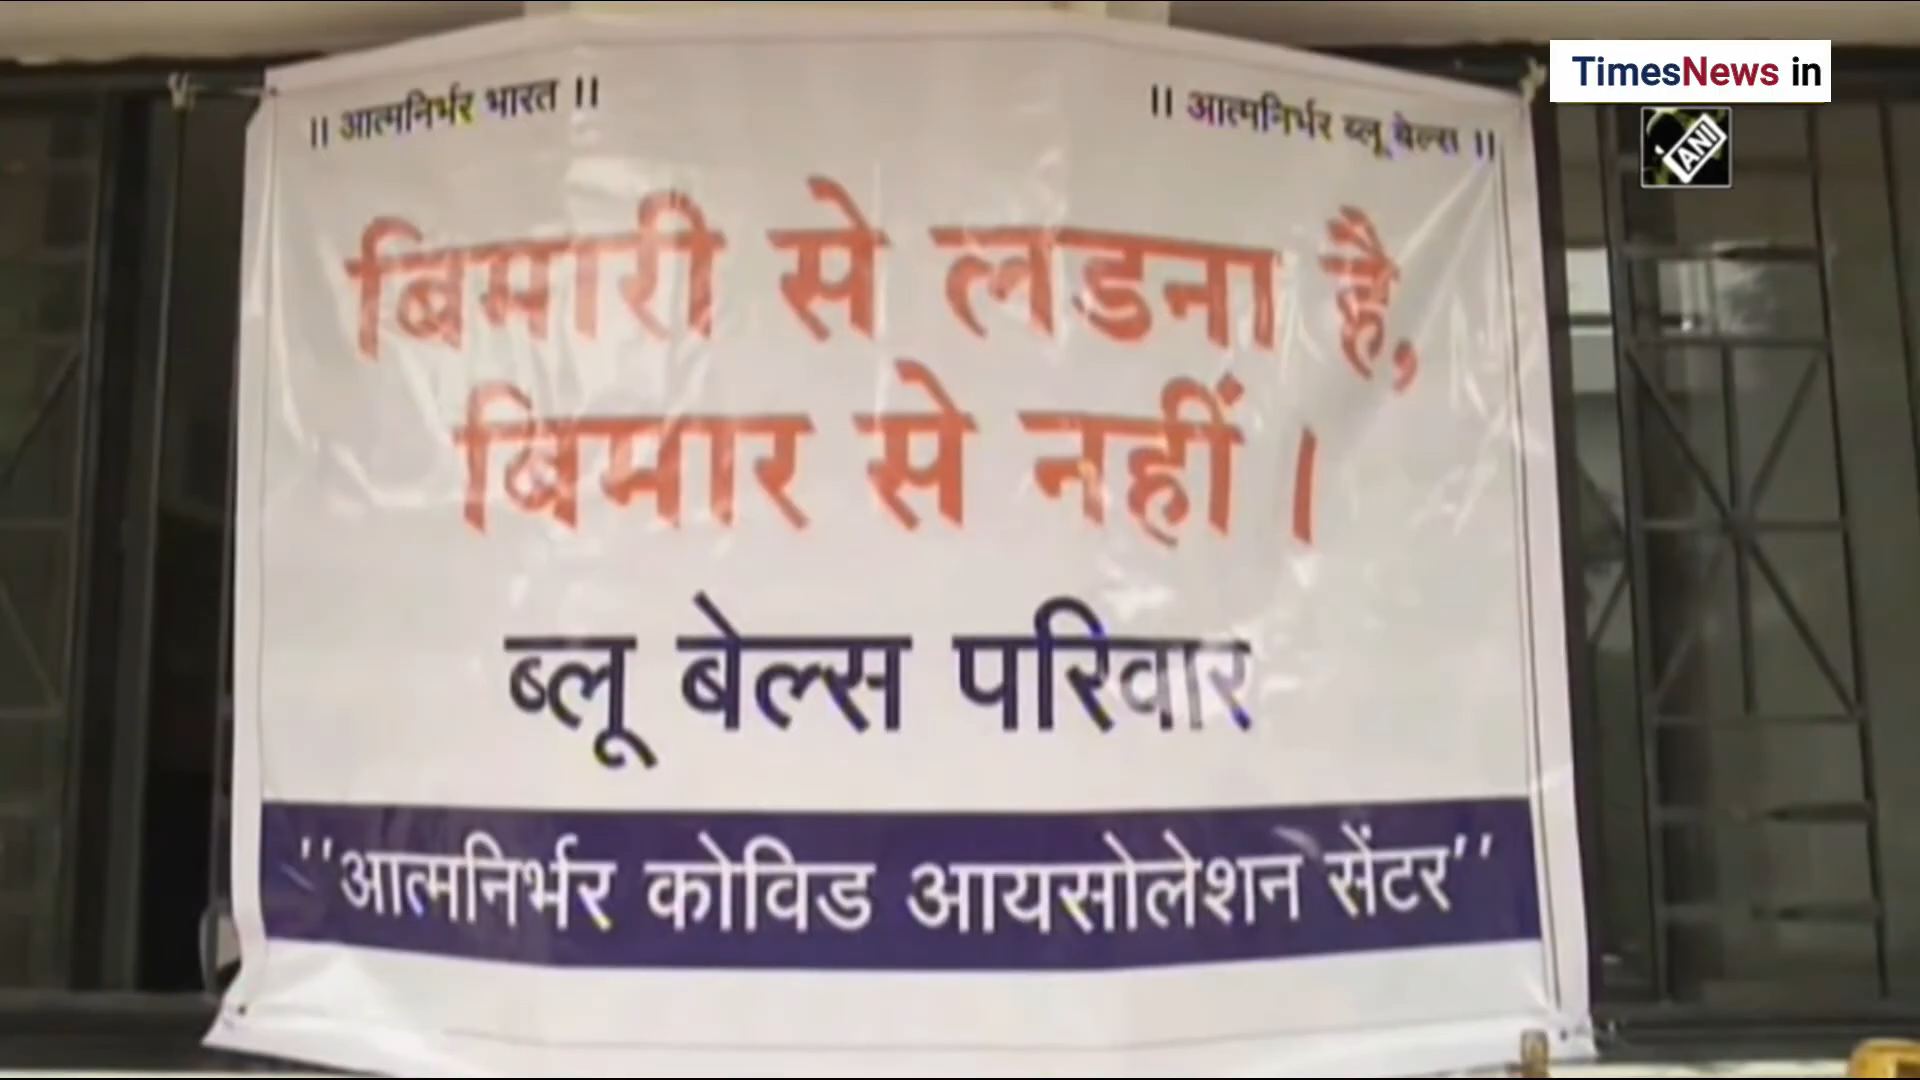 || आत्मनिर्भर भारत ||
|| आत्मनिर्भर ब्लू बेल्स ||
TimesNews in
ANI
बिमारी से लडना है,
बिमार से नहीं।
ब्लू बेल्स परिवार
''आत्मनिर्भर कोविड आयसोलेशन सेंटर''